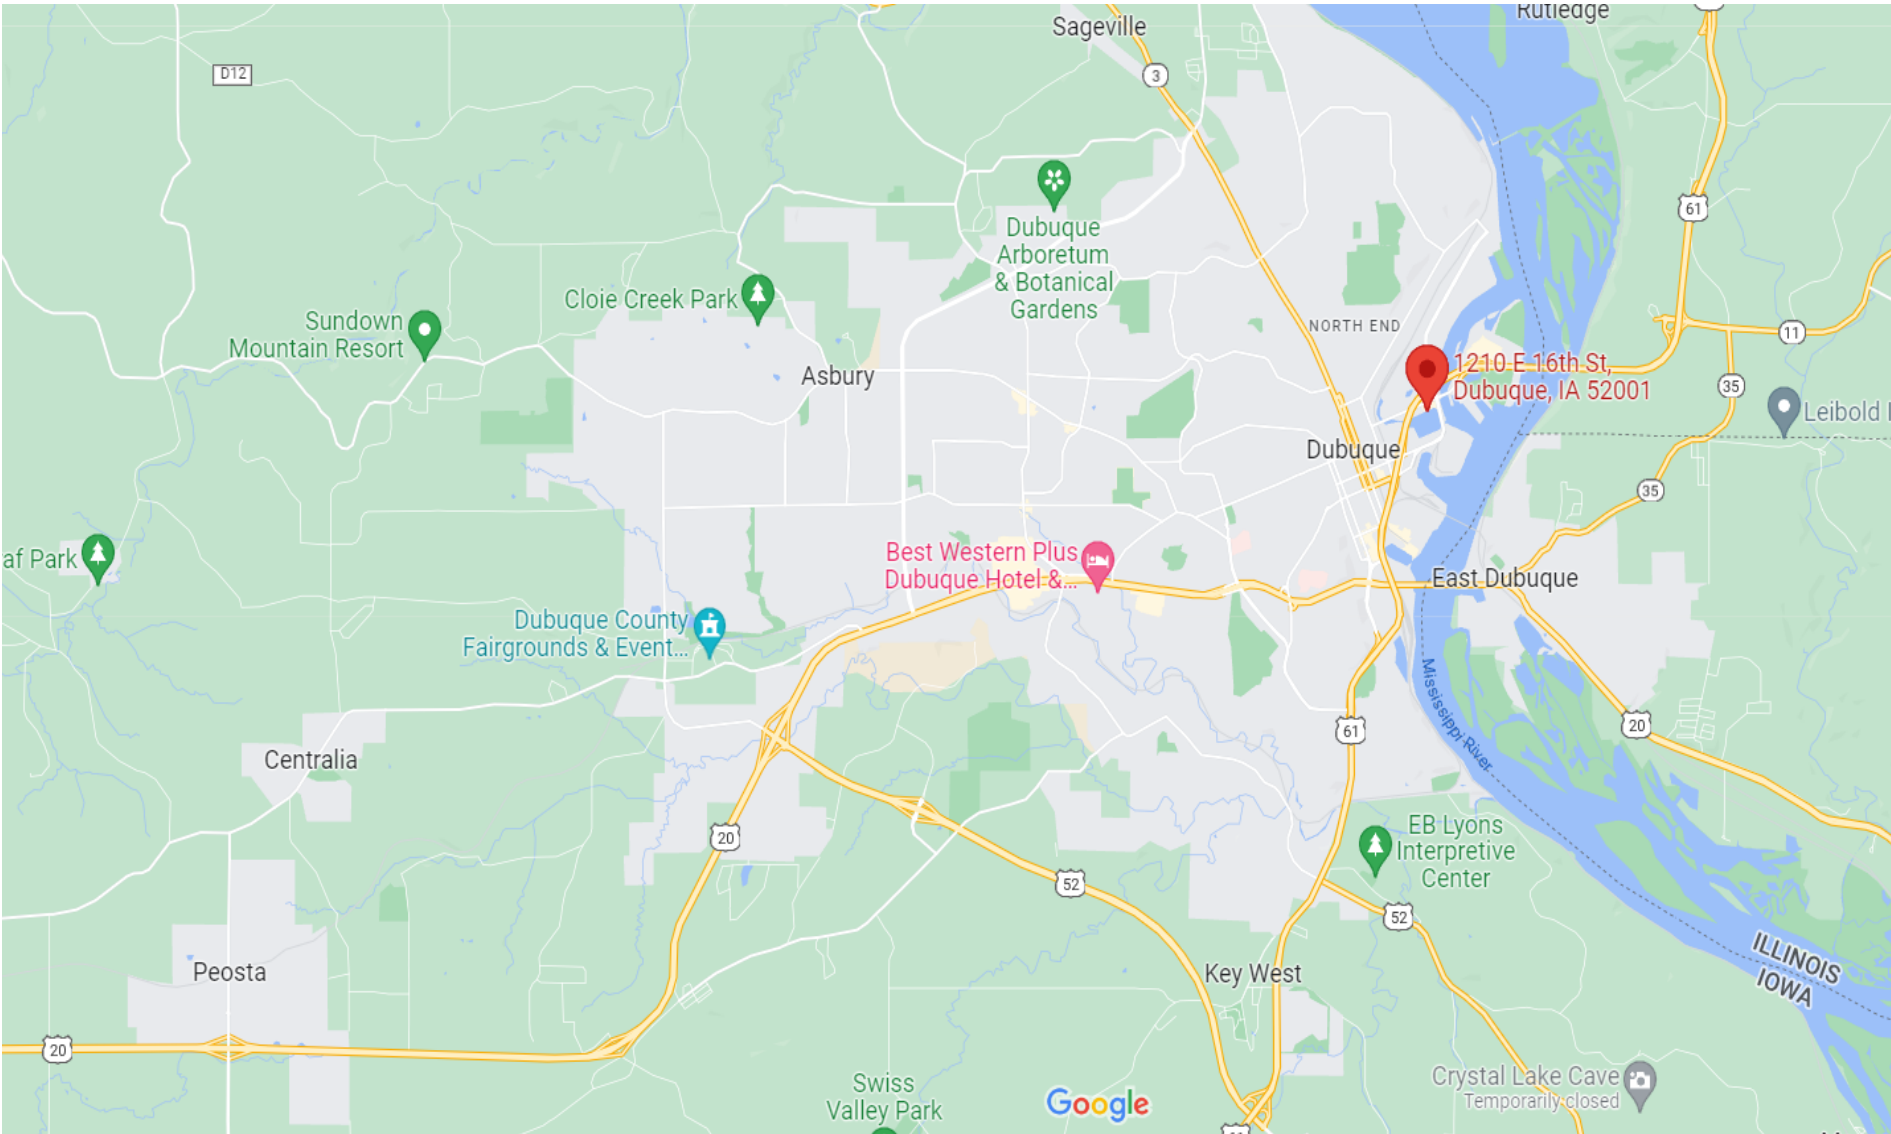 Sageville
Rutledge
D12
3
61
Dubuque
Arboretum
& Botanical
Gardens
Cloie Creek Park
Sundown
Mountain Resort
NORTH END
11
Asbury
1210 E 16th St,
Dubuque, IA 52001
35
Leibold
Dubuque
35
af Park
Best Western Plus
Dubuque Hotel &...
East Dubuque
Dubuque County
Fairgrounds & Event...
Mississippi River
20
61
Centralia
20
EB Lyons
Interpretive
Center
52
52
ILLINOIS
IOWA
Peosta
Key West
20
Crystal Lake Cave
Temporarily closed
Swiss
Valley Park
Google